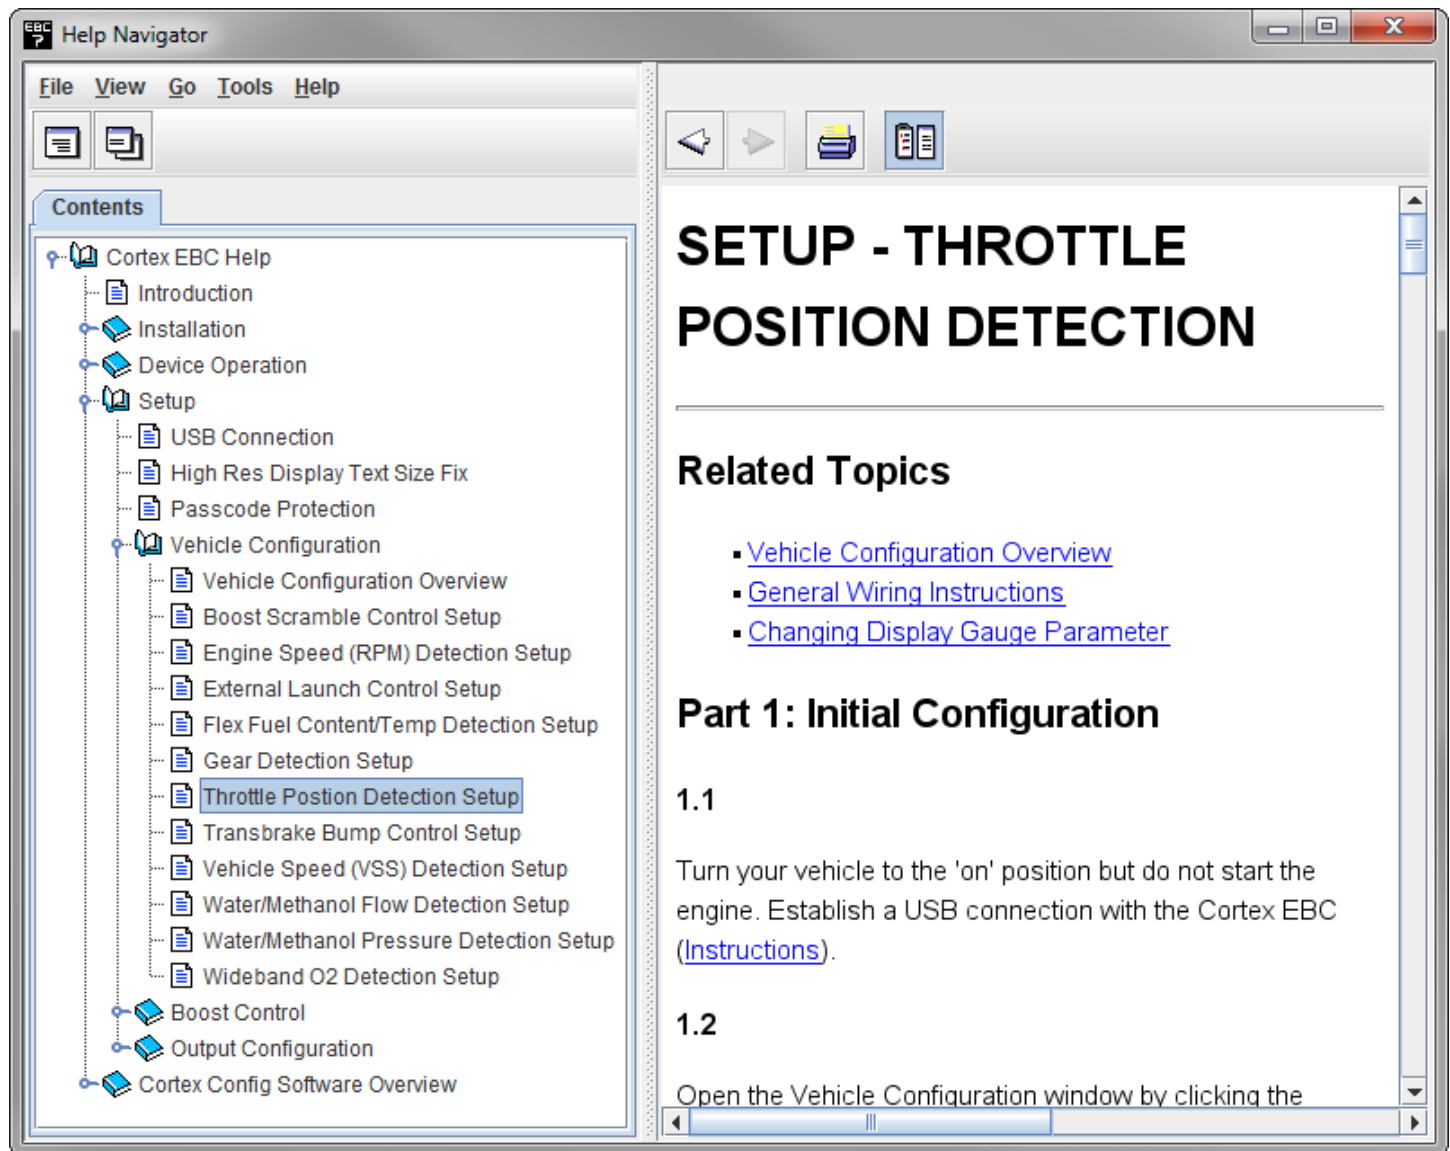 EBC
?
Help Navigator
File View Go Tools Help
Contents
Cortex EBC Help
Introduction
Installation
Device Operation
Setup
USB Connection
High Res Display Text Size Fix
Passcode Protection
Vehicle Configuration
Vehicle Configuration Overview
Boost Scramble Control Setup
Engine Speed (RPM) Detection Setup
External Launch Control Setup
Flex Fuel Content/Temp Detection Setup
Gear Detection Setup
Throttle Postion Detection Setup
Transbrake Bump Control Setup
Vehicle Speed (VSS) Detection Setup
Water/Methanol Flow Detection Setup
Water/Methanol Pressure Detection Setup
Wideband O2 Detection Setup
Boost Control
Output Configuration
Cortex Config Software Overview
SETUP - THROTTLE
POSITION DETECTION
Related Topics
Vehicle Configuration Overview
General Wiring Instructions
Changing Display Gauge Parameter
Part 1: Initial Configuration
1.1
Turn your vehicle to the 'on' position but do not start the
engine. Establish a USB connection with the Cortex EBC
(Instructions).
1.2
Open the Vehicle Configuration window by clicking the